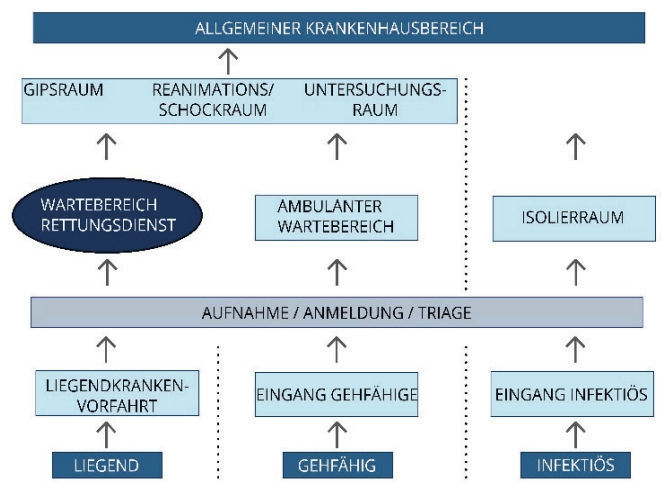 ALLGEMEINER KRANKENHAUSBEREICH
GIPSRAUM
REANIMATIONS/
SCHOCKRAUM
UNTERSUCHUNGS-
RAUM
WARTEBEREICH
RETTUNGSDIENST
AMBULANTER
WARTEBEREICH
ISOLIERRAUM
AUFNAHME / ANMELDUNG / TRIAGE
LIEGENDKRANKEN-
VORFAHRT
EINGANG GEHFÄHIGE
EINGANG INFEKTIÖS
LIEGEND
GEHFÄHIG
INFEKTIÖS